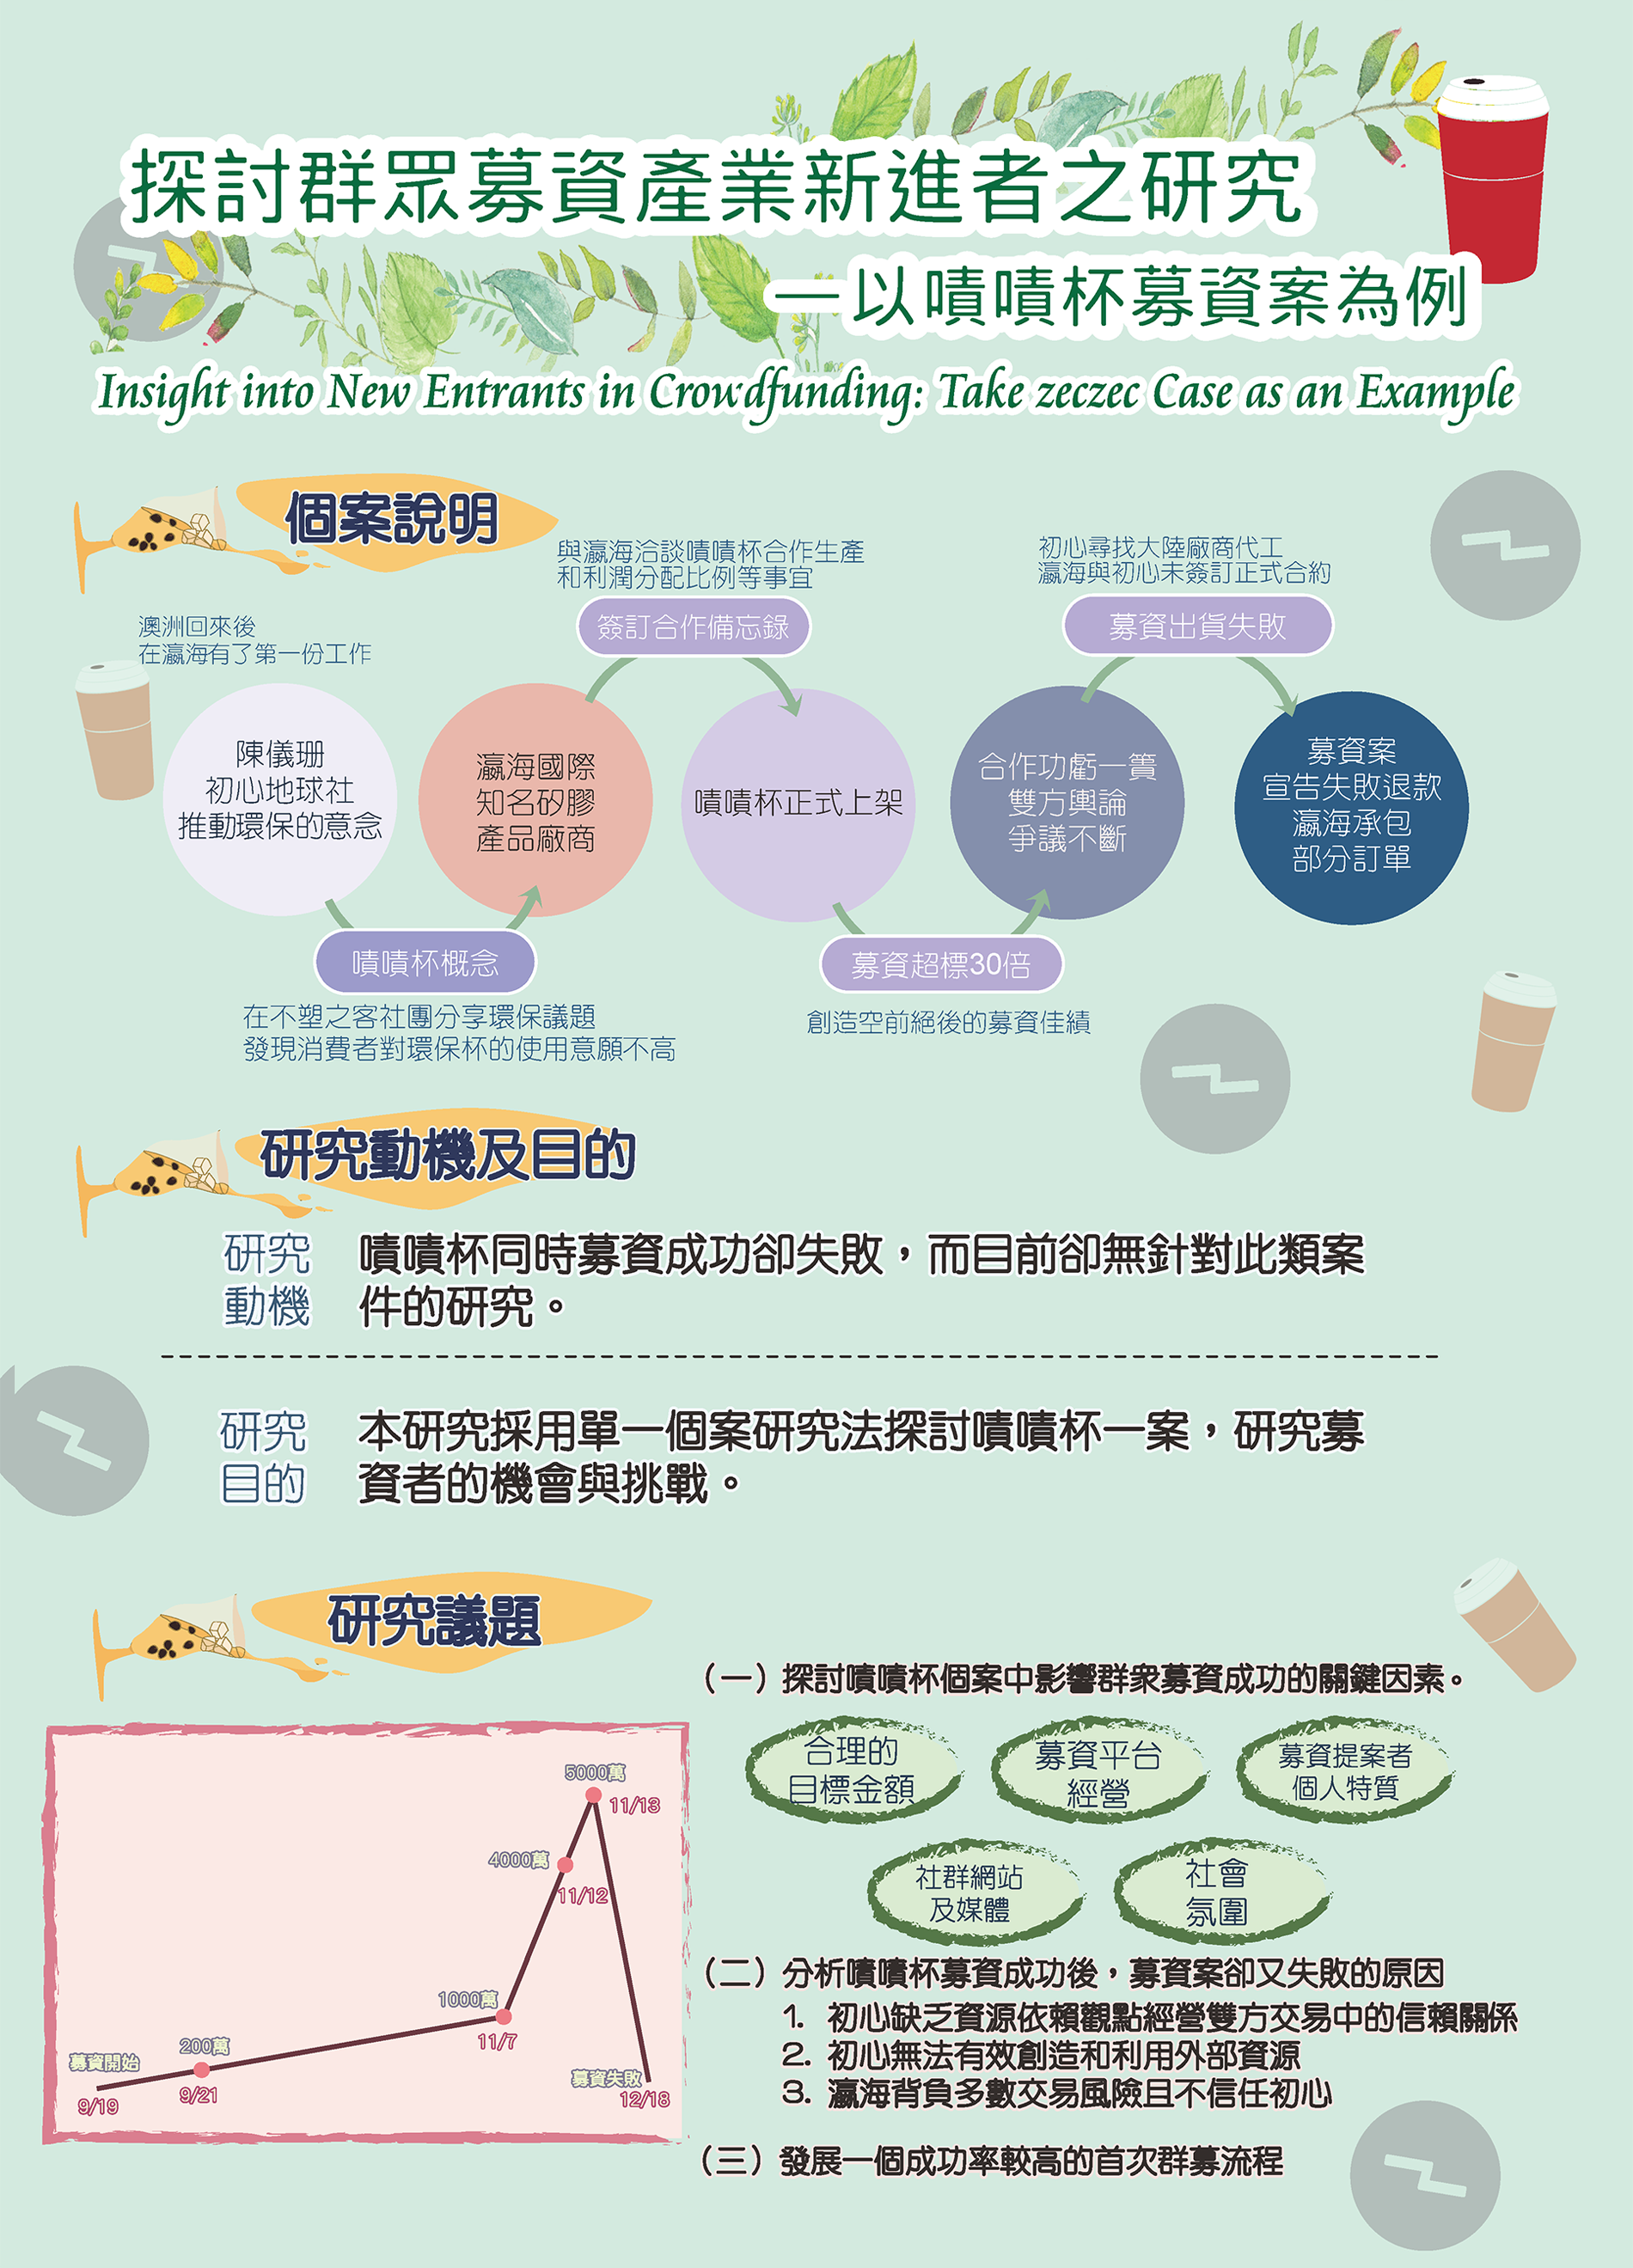 探討群眾募資產業新進者之研究
—以嘖嘖杯募資案為例
Insight into New Entrants in Crowdfunding: Take zeczec Case as an Example
個案說明
澳洲回來後
在瀛海有了第一份工作
與瀛海洽談嘖嘖杯合作生產
和利潤分配比例等事宜
簽訂合作備忘錄
初心尋找大陸廠商代工
瀛海與初心未簽訂正式合約
募資出貨失敗
陳儀珊
初心地球社
推動環保的意念
瀛海國際
知名矽膠
產品廠商
嘖嘖杯正式上架
合作功虧一簣
雙方輿論
爭議不斷
募資案
宣告失敗退款
瀛海承包
部分訂單
嘖嘖杯概念
在不塑之客社團分享環保議題
發現消費者對環保杯的使用意願不高
募資超標30倍
創造空前絕後的募資佳績
研究動機及目的
研究
動機
嘖嘖杯同時募資成功卻失敗，而目前卻無針對此類案
件的研究。
研究
目的
本研究採用單一個案研究法探討嘖嘖杯一案，研究募
資者的機會與挑戰。
研究議題
募資開始
9/19
200萬
9/21
1000萬
11/7
4000萬
11/12
5000萬
11/13
募資失敗
12/18
（一）探討嘖嘖杯個案中影響群衆募資成功的關鍵因素。
合理的
目標金額
募資平台
經營
募資提案者
個人特質
社群網站
及媒體
社會
氛圍
（二）分析嘖嘖杯募資成功後，募資案卻又失敗的原因
1. 初心缺乏資源依賴觀點經營雙方交易中的信賴關係
2. 初心無法有效創造和利用外部資源
3. 瀛海背負多數交易風險且不信任初心
（三）發展一個成功率較高的首次群募流程